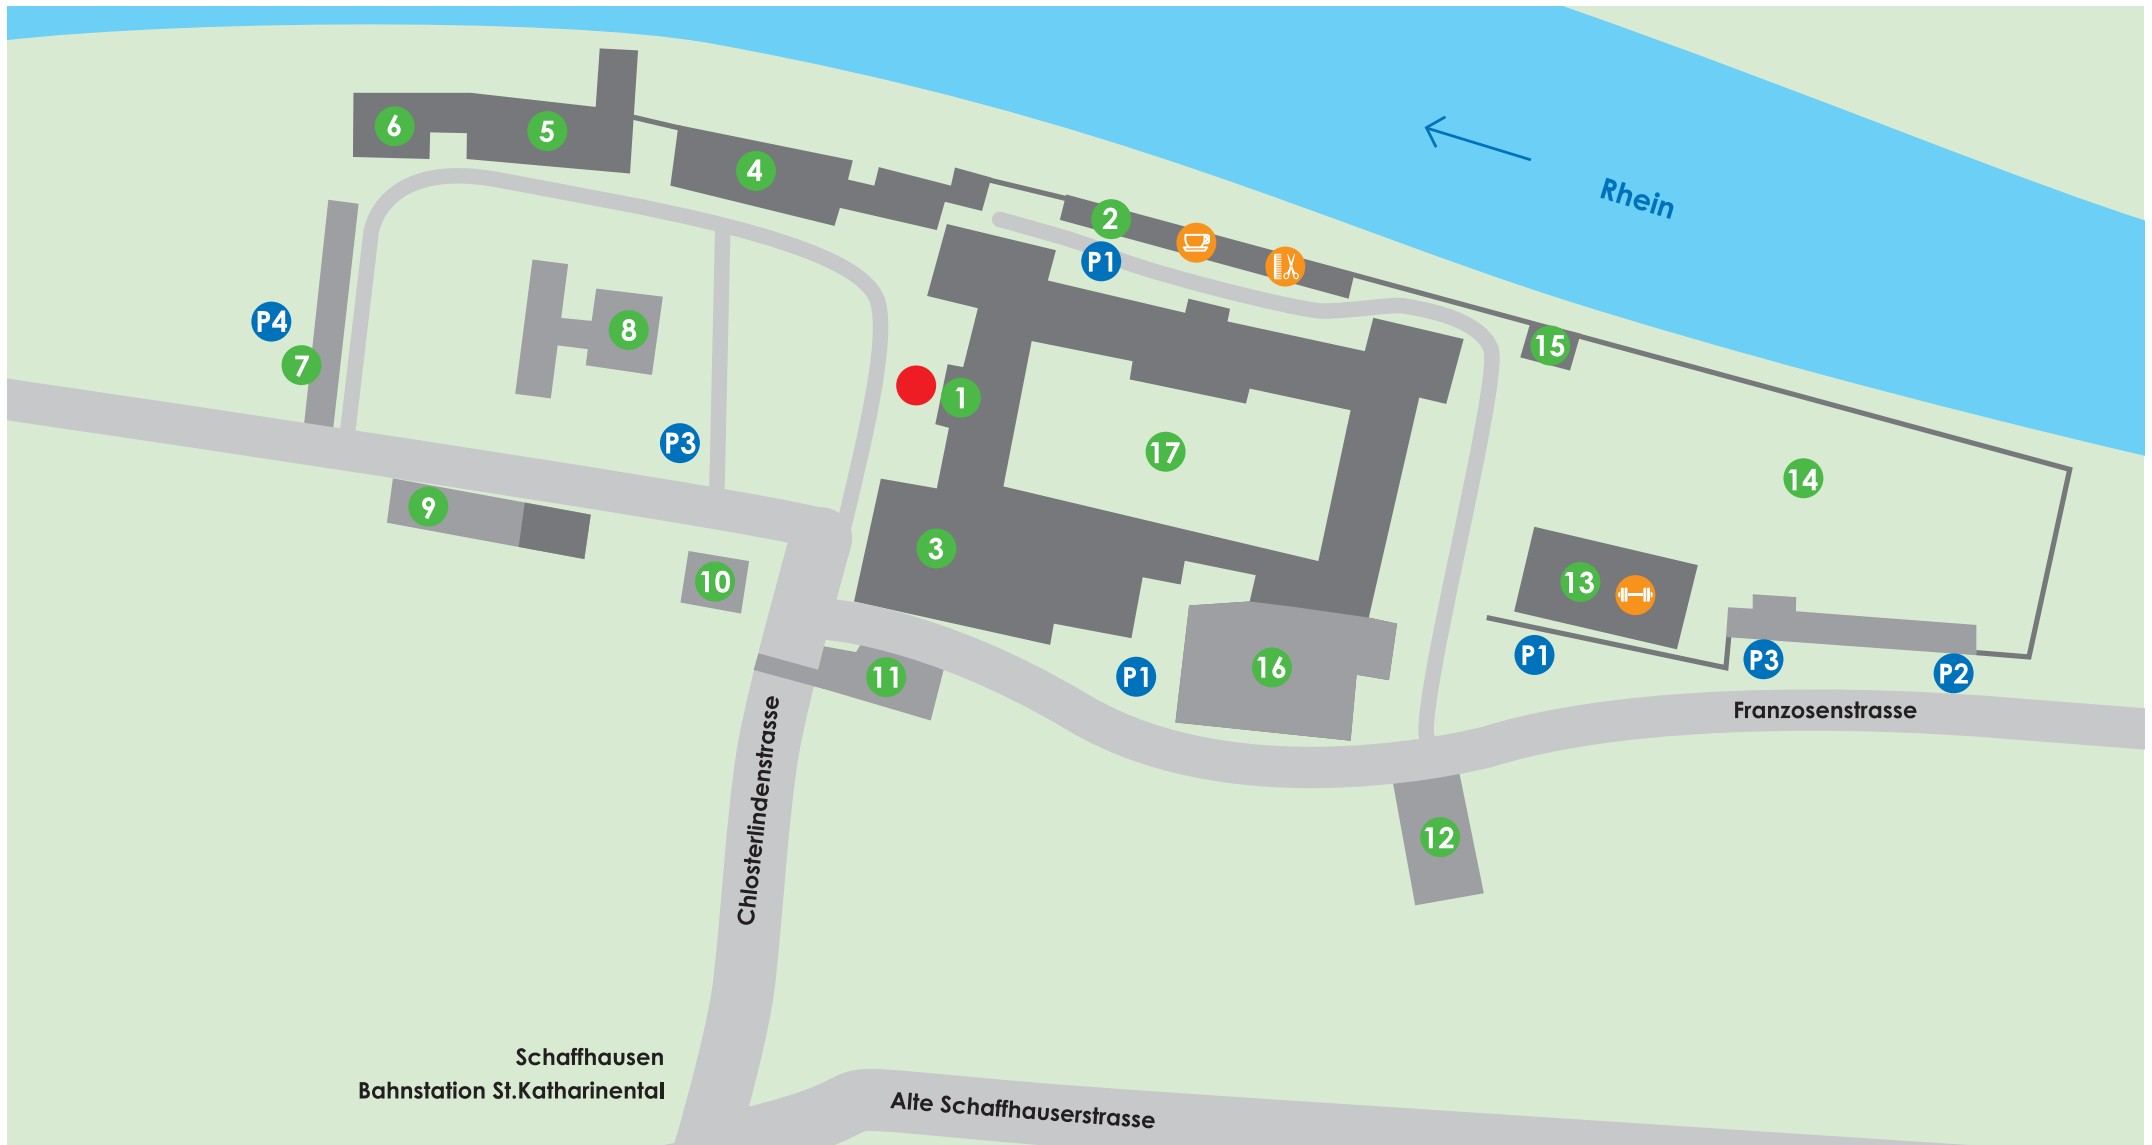 6
5
4
2
P1
Rhein
P4
7
8
15
1
P3
17
14
9
3
10
13
11
P1
16
P1
P3
P2
Franzosenstrasse
Chlosterlindenstrasse
12
Schaffhausen
Bahnstation St.Katharinental
Alte Schaffhauserstrasse